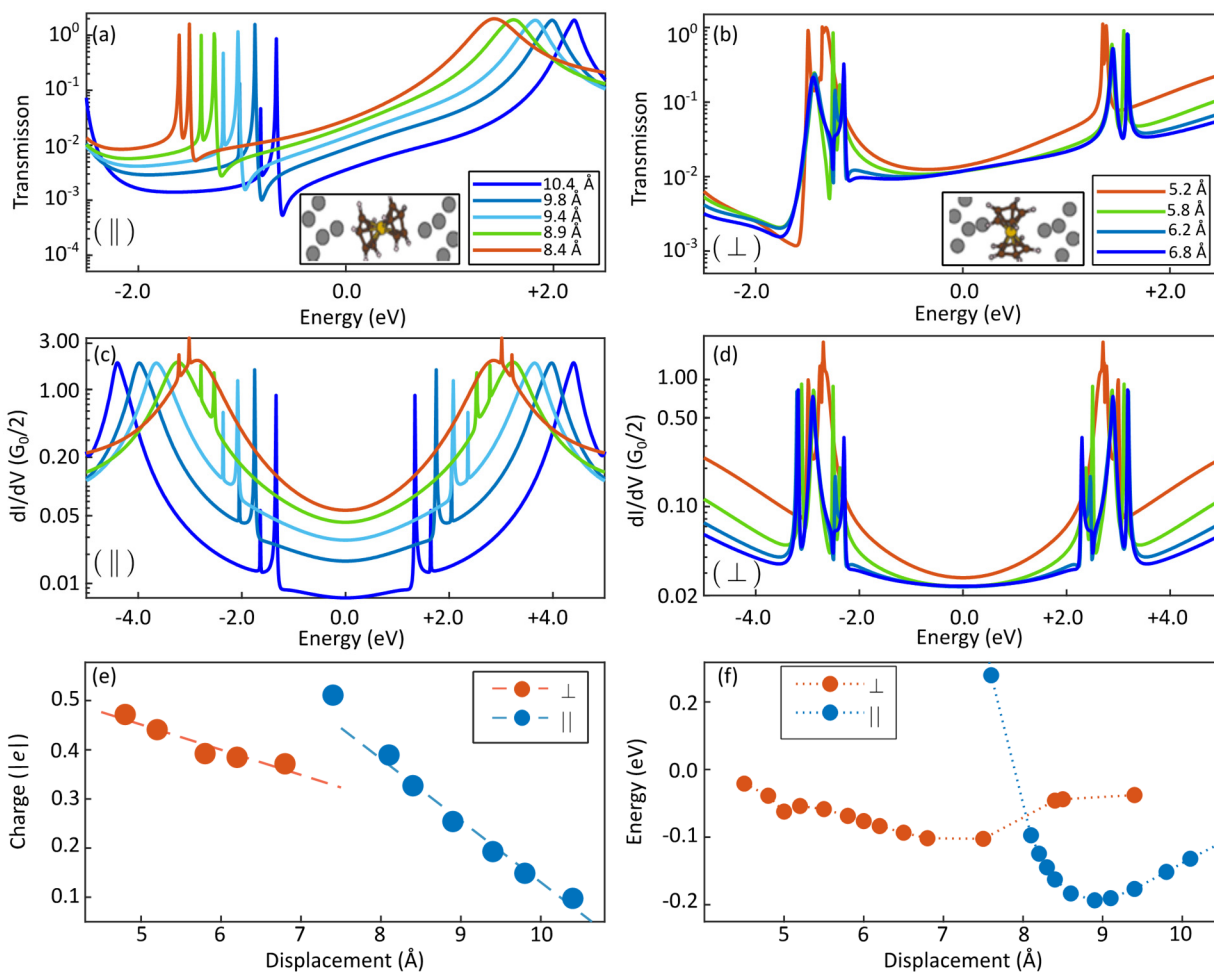 (a)
Transmisson
10⁰
10⁻¹
10⁻²
10⁻³
10⁻⁴
(∥)
10.4 Å
9.8 Å
9.4 Å
8.9 Å
8.4 Å
-2.0
0.0
+2.0
Energy (eV)
(b)
Transmisson
10⁰
10⁻¹
10⁻²
10⁻³
(⊥)
5.2 Å
5.8 Å
6.2 Å
6.8 Å
-2.0
0.0
+2.0
Energy (eV)
(c)
dI/dV (G₀/2)
3.00
1.00
0.20
0.05
0.01
(∥)
-4.0
-2.0
0.0
+2.0
+4.0
Energy (eV)
(d)
dI/dV (G₀/2)
1.00
0.50
0.10
0.02
(⊥)
-4.0
-2.0
0.0
+2.0
+4.0
Energy (eV)
(e)
Charge (|e|)
0.5
0.4
0.3
0.2
0.1
⊥
||
5
6
7
8
9
10
Displacement (Å)
(f)
Energy (eV)
0.2
0.0
-0.1
-0.2
⊥
||
5
6
7
8
9
10
Displacement (Å)